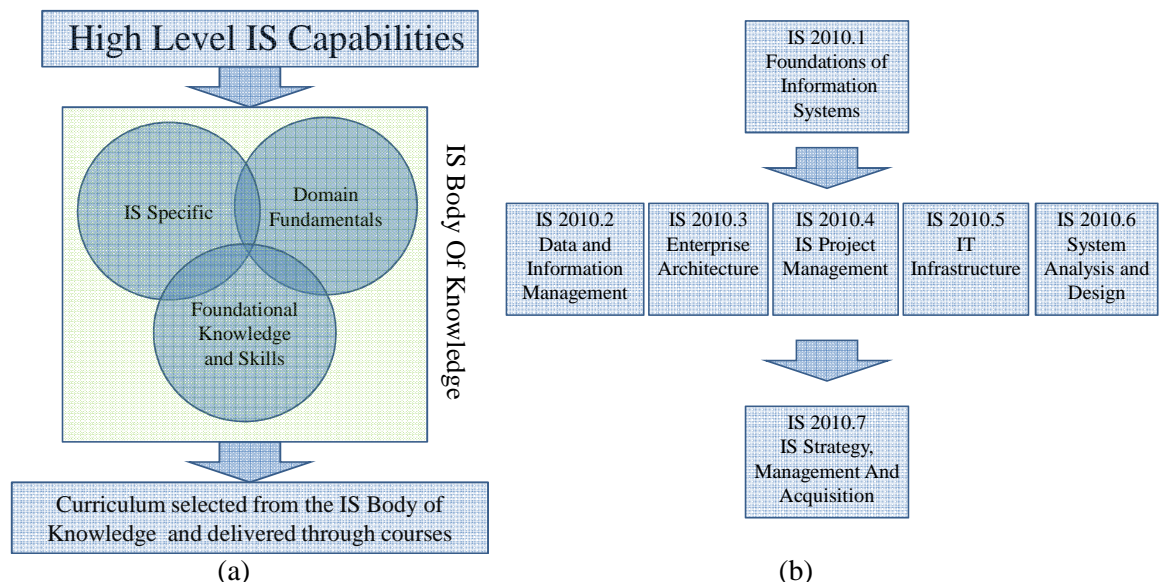 High Level IS Capabilities
IS Specific
Domain
Fundamentals
Foundational
Knowledge
and Skills
IS Body Of Knowledge
Curriculum selected from the IS Body of
Knowledge and delivered through courses
(a)
IS 2010.1
Foundations of
Information
Systems
IS 2010.2
Data and
Information
Management
IS 2010.3
Enterprise
Architecture
IS 2010.4
IS Project
Management
IS 2010.5
IT
Infrastructure
IS 2010.6
System
Analysis and
Design
IS 2010.7
IS Strategy,
Management And
Acquisition
(b)